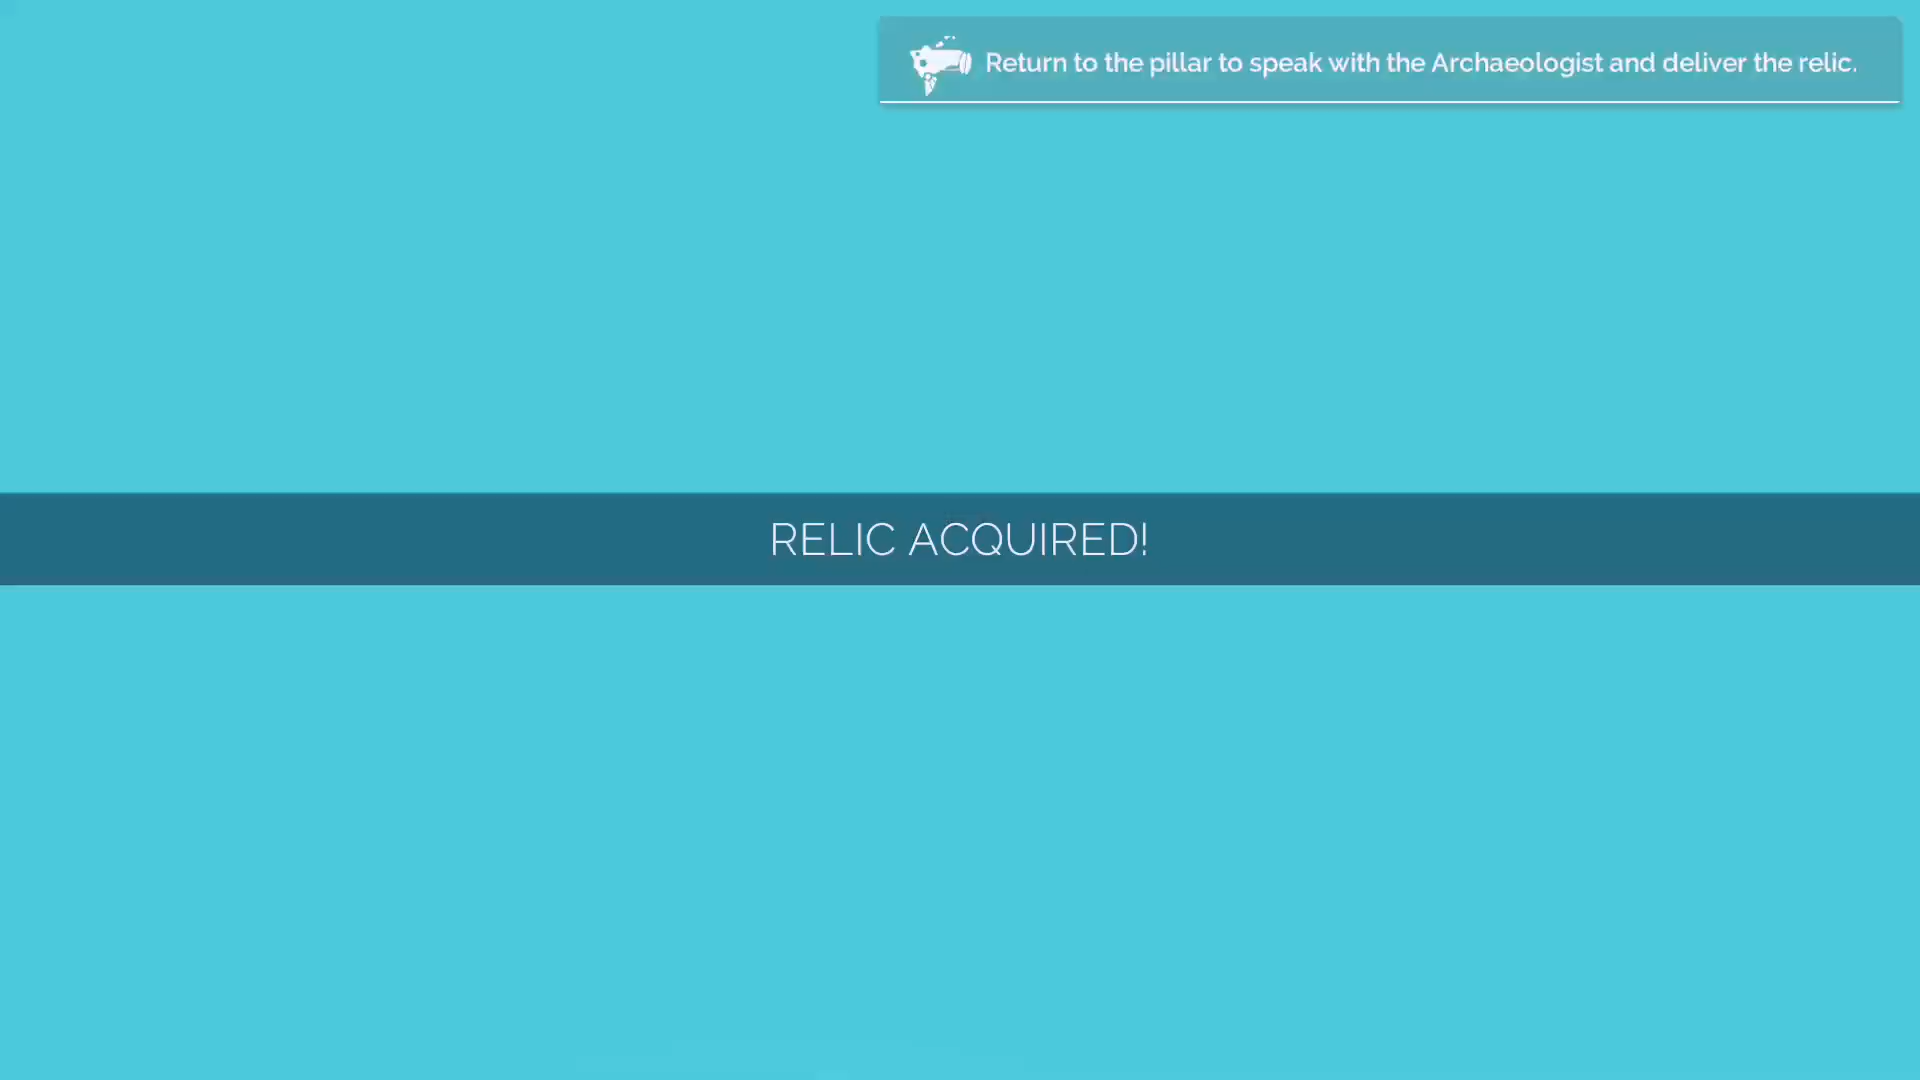 Return to the pillar to speak with the Archaeologist and deliver the relic.
RELIC ACQUIRED!